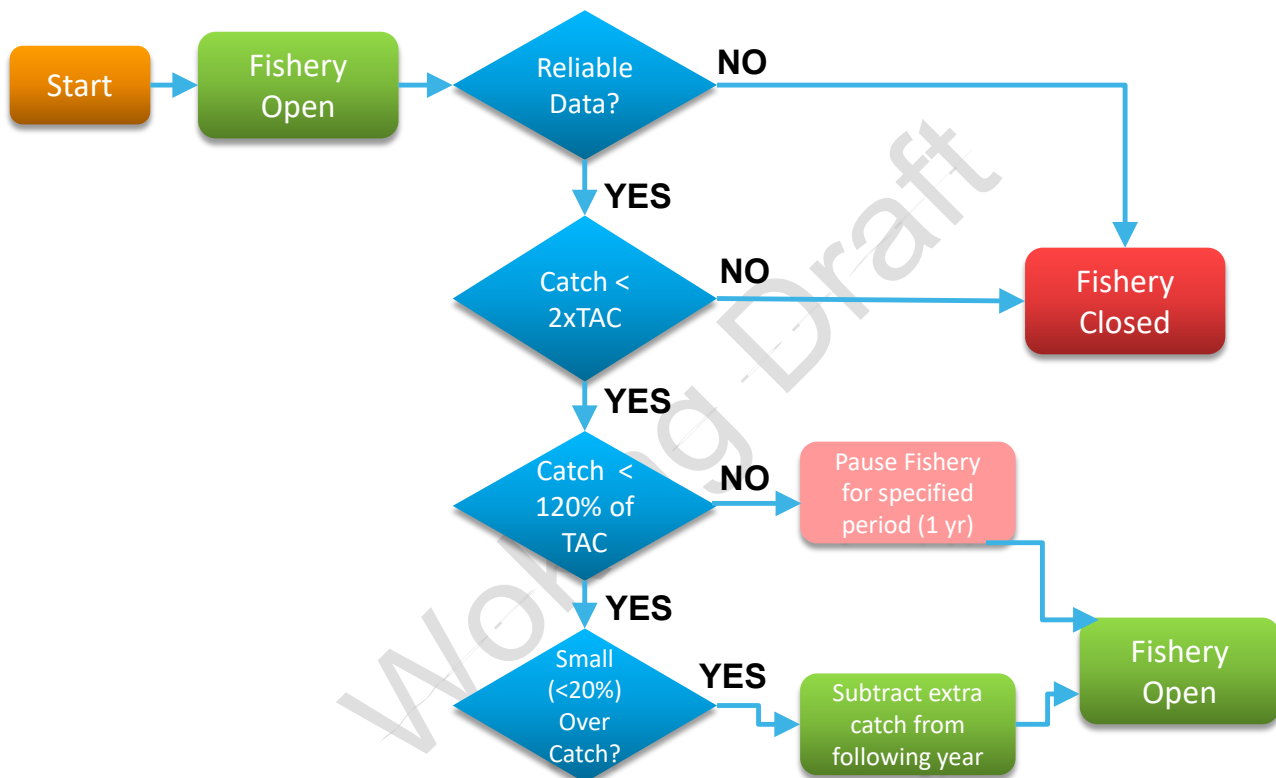 Start
Fishery
Open
Reliable
Data?
NO
YES
Catch <
2xTAC
NO
Fishery
Closed
YES
Catch <
120% of
TAC
NO
Pause Fishery
for specified
period (1 yr)
YES
Small
(<20%)
Over
Catch?
YES
Subtract extra
catch from
following year
Fishery
Open